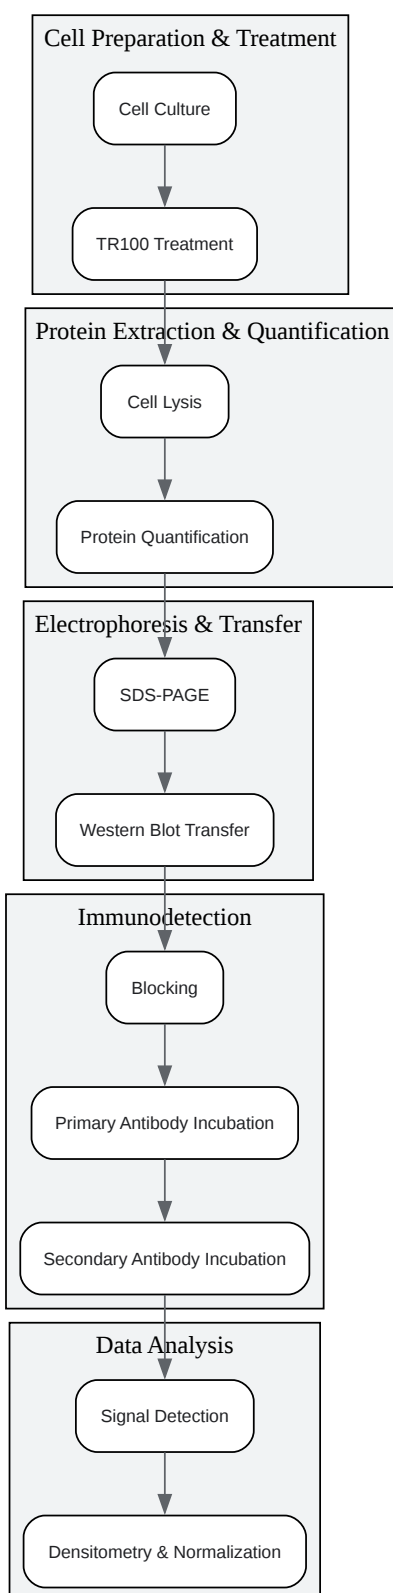 Cell Preparation & Treatment
Cell Culture
TR100 Treatment
Protein Extraction & Quantification
Cell Lysis
Protein Quantification
Electrophoresis & Transfer
SDS-PAGE
Western Blot Transfer
Immunodetection
Blocking
Primary Antibody Incubation
Secondary Antibody Incubation
Data Analysis
Signal Detection
Densitometry & Normalization